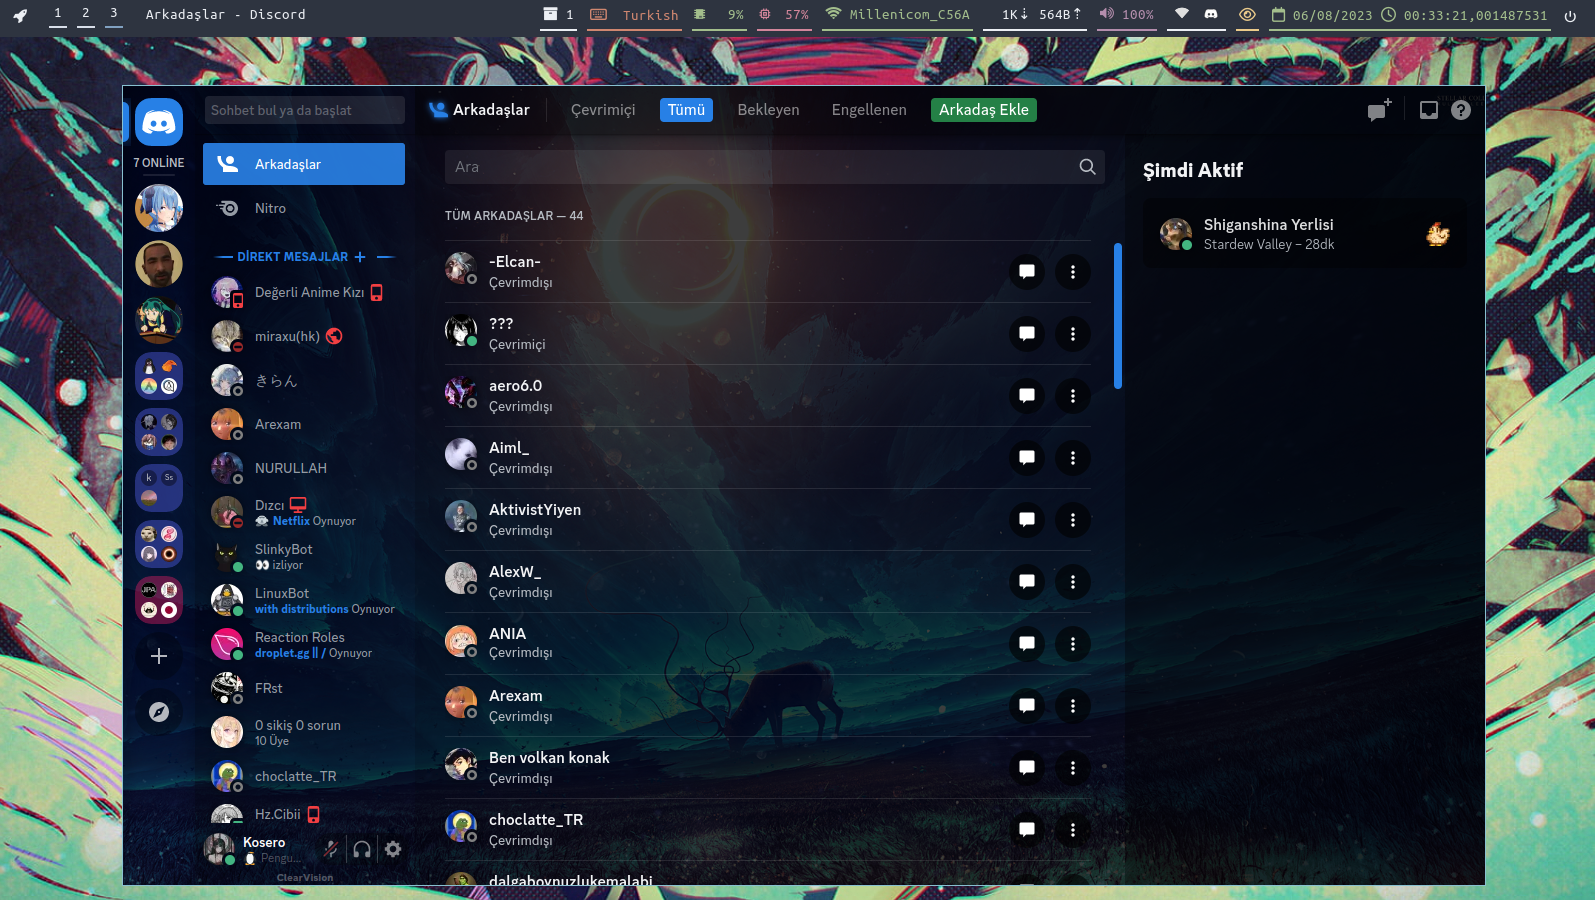 1 2 3 Arkadaşlar - Discord 1 Turkish 9% 57% Millenicom_C56A 1K⇣ 564B⇡ 100% 06/08/2023 00:33:21,001487531
Sohbet bul ya da başlat
Arkadaşlar Çevrimiçi Tümü Bekleyen Engellenen Arkadaş Ekle
7 ONLİNE
k Ss
JPA
Arkadaşlar
Nitro
DİREKT MESAJLAR +
Değerli Anime Kızı
miraxu(hk)
きらん
Arexam
NURULLAH
Dızcı
Netflix Oynuyor
SlinkyBot
👀 izliyor
LinuxBot
with distributions Oynuyor
Reaction Roles
droplet.gg || / Oynuyor
FRst
0 sikiş 0 sorun
10 Üye
choclatte_TR
Hz.Cibii
Kosero
Pengu...
ClearVision
Ara
TÜM ARKADAŞLAR — 44
-Elcan-
Çevrimdışı
???
Çevrimiçi
aero6.0
Çevrimdışı
Aiml_
Çevrimdışı
AktivistYiyen
Çevrimdışı
AlexW_
Çevrimdışı
ANIA
Çevrimdışı
Arexam
Çevrimdışı
Ben volkan konak
Çevrimdışı
choclatte_TR
Çevrimdışı
dalgaboynuzlukemalabi
Şimdi Aktif
Shiganshina Yerlisi
Stardew Valley – 28dk